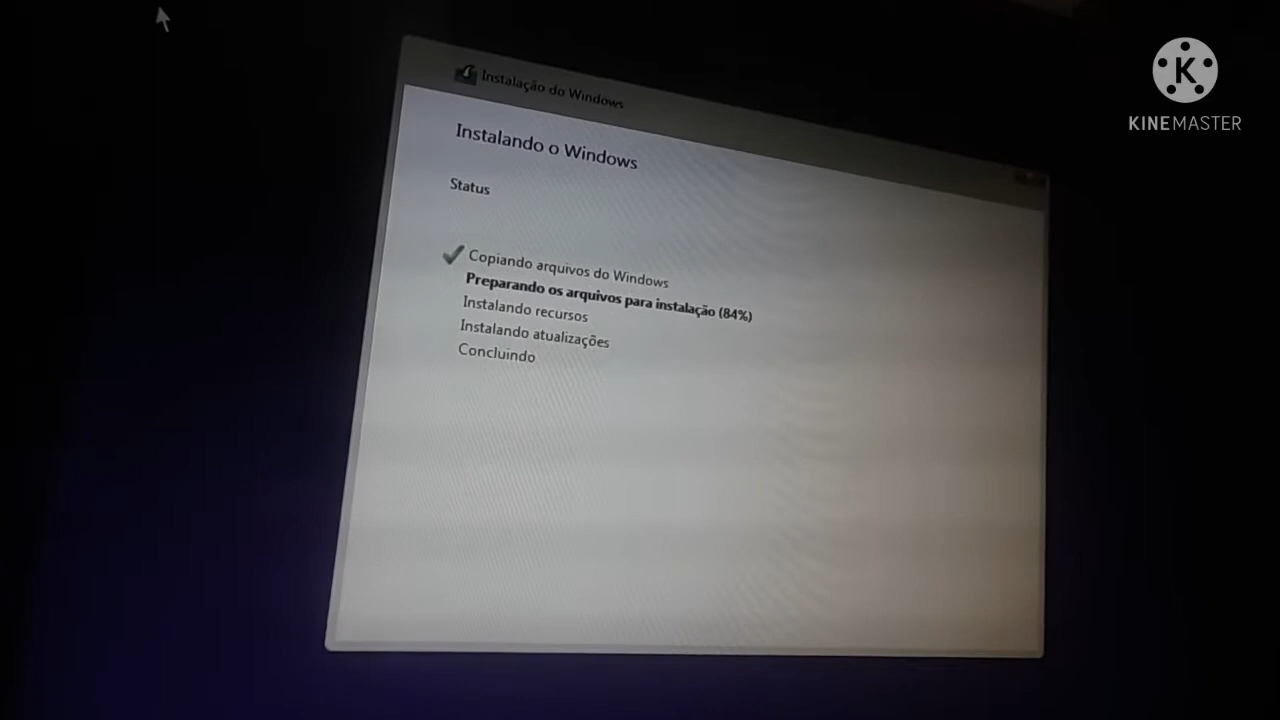 Instalação do Windows
Instalando o Windows
Status
Copiando arquivos do Windows
Preparando os arquivos para instalação (84%)
Instalando recursos
Instalando atualizações
Concluindo
K
KINEMASTER